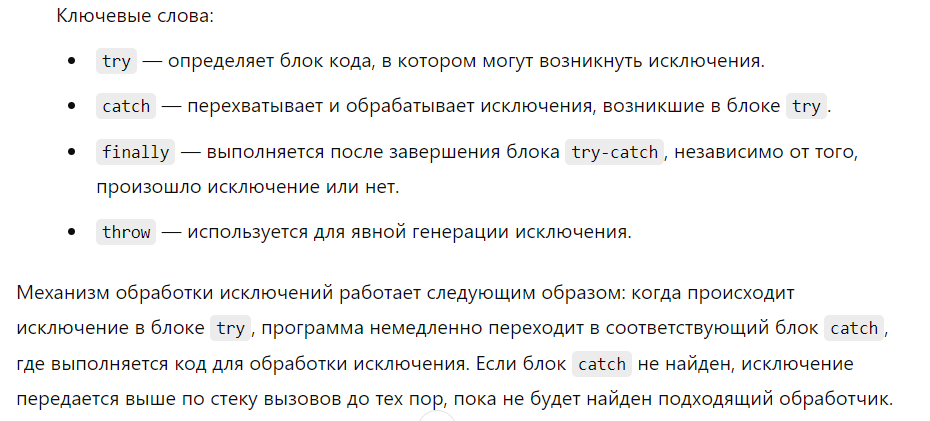 Ключевые слова:
• try — определяет блок кода, в котором могут возникнуть исключения.
• catch — перехватывает и обрабатывает исключения, возникшие в блоке try.
• finally — выполняется после завершения блока try-catch, независимо от того,
произошло исключение или нет.
• throw — используется для явной генерации исключения.
Механизм обработки исключений работает следующим образом: когда происходит
исключение в блоке try, программа немедленно переходит в соответствующий блок catch,
где выполняется код для обработки исключения. Если блок catch не найден, исключение
передается выше по стеку вызовов до тех пор, пока не будет найден подходящий обработчик.